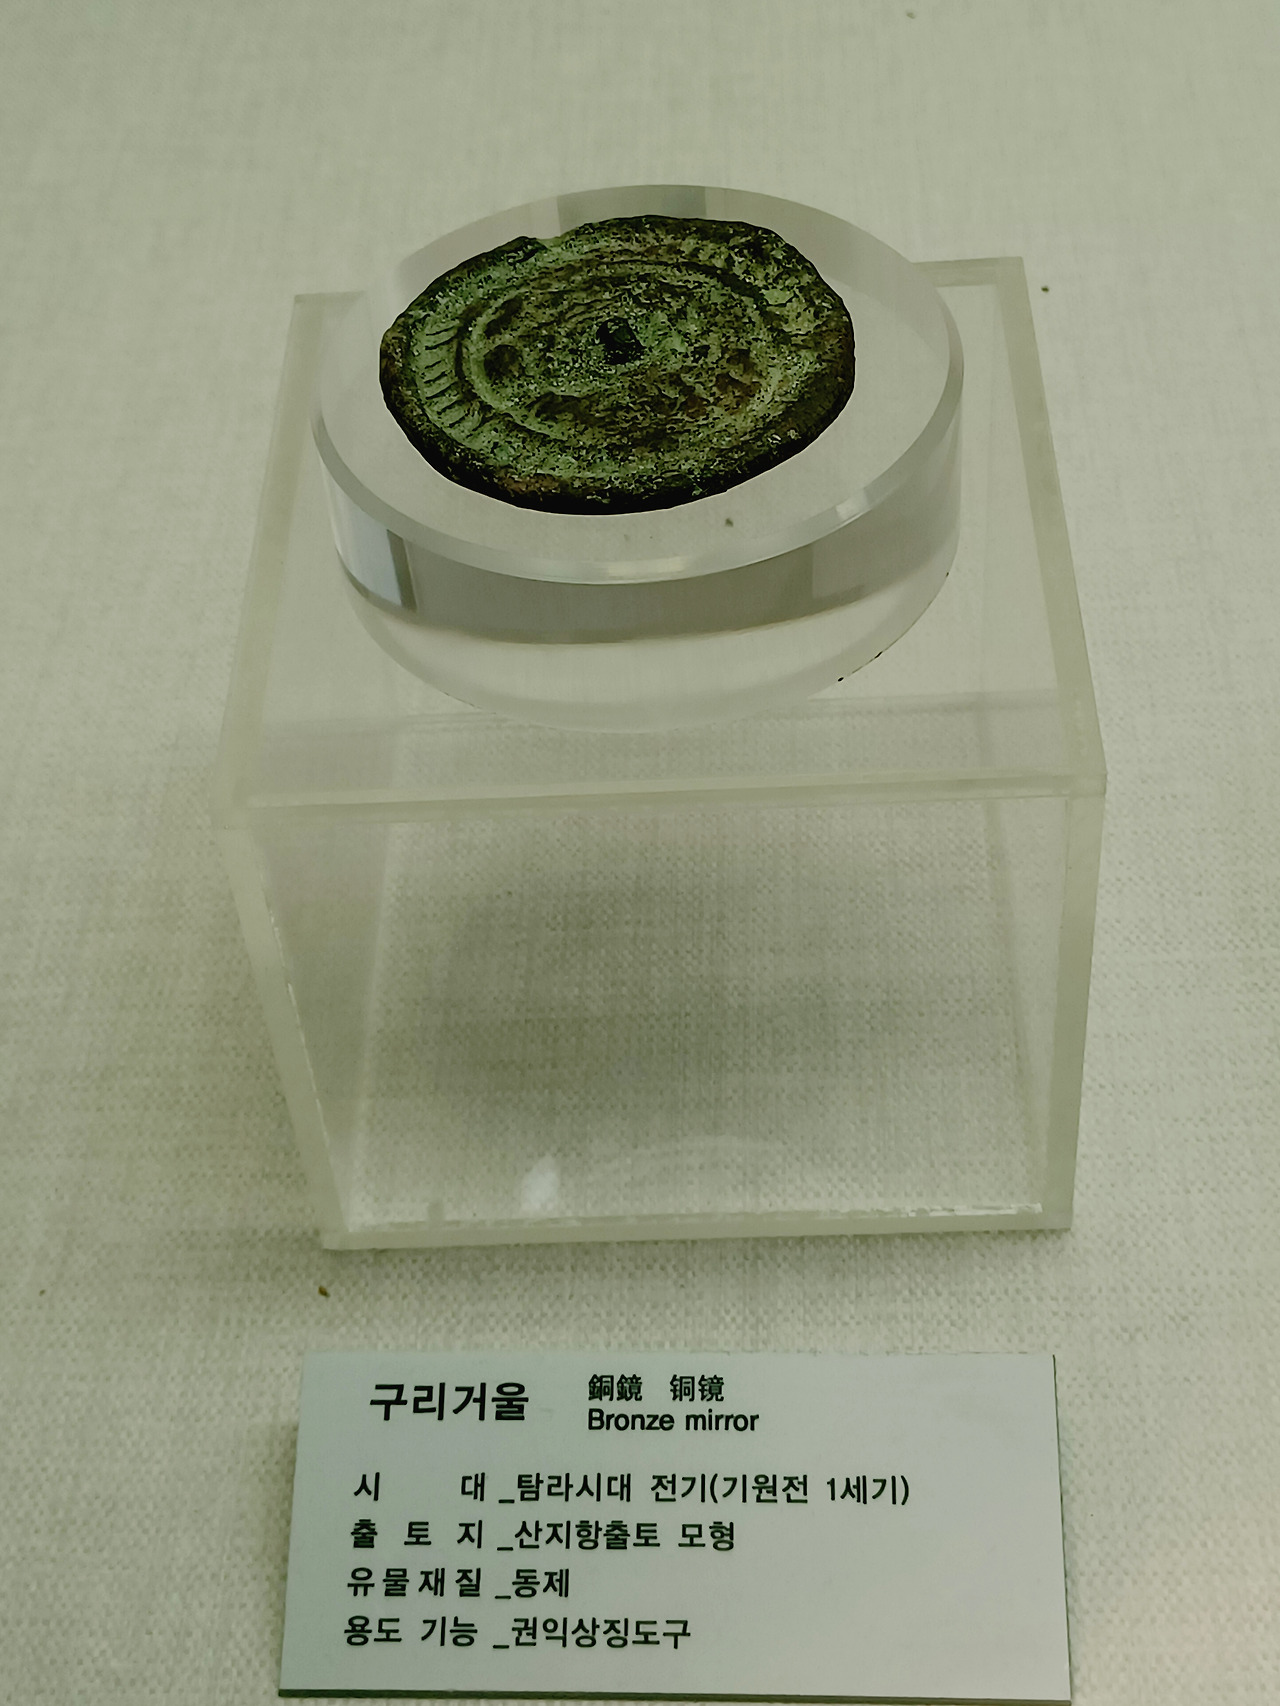 구리거울 銅鏡 铜镜
Bronze mirror
시 대 _탐라시대 전기(기원전 1세기)
출 토 지 _산지항출토 모형
유물재질 _동제
용도 기능 _권익상징도구